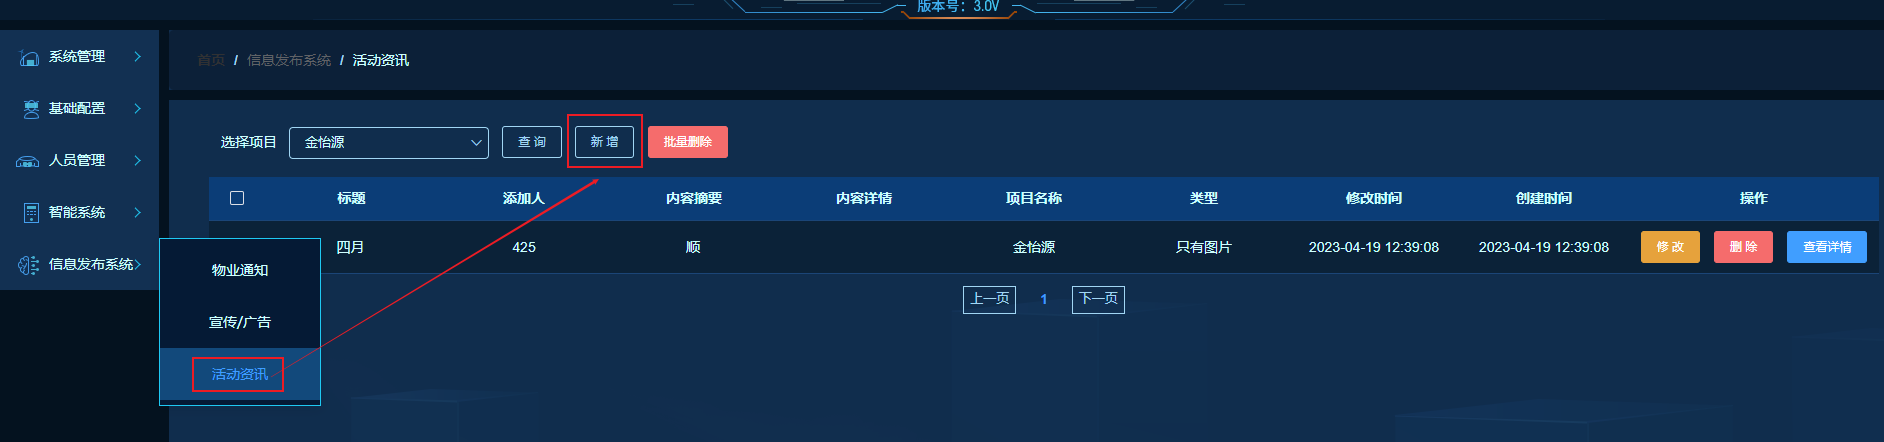 版本号：3.0V
系统管理
基础配置
人员管理
智能系统
信息发布系统
物业通知
宣传/广告
活动资讯
首页 / 信息发布系统 / 活动资讯
选择项目 金怡源 查 询 新 增 批量删除
标题 添加人 内容摘要 内容详情 项目名称 类型 修改时间 创建时间 操作
四月 425 顺 金怡源 只有图片 2023-04-19 12:39:08 2023-04-19 12:39:08 修 改 删 除 查看详情
上一页 1 下一页